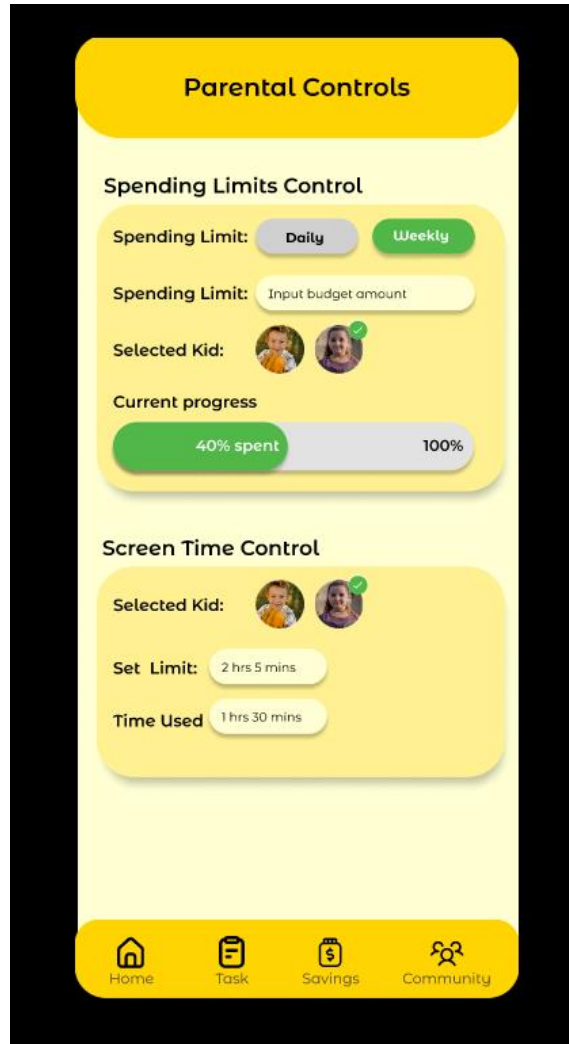 Parental Controls
Spending Limits Control
Spending Limit: Daily Weekly
Spending Limit: Input budget amount
Selected Kid:
Current progress
40% spent 100%
Screen Time Control
Selected Kid:
Set Limit: 2 hrs 5 mins
Time Used 1 hrs 30 mins
Home Task Savings Community